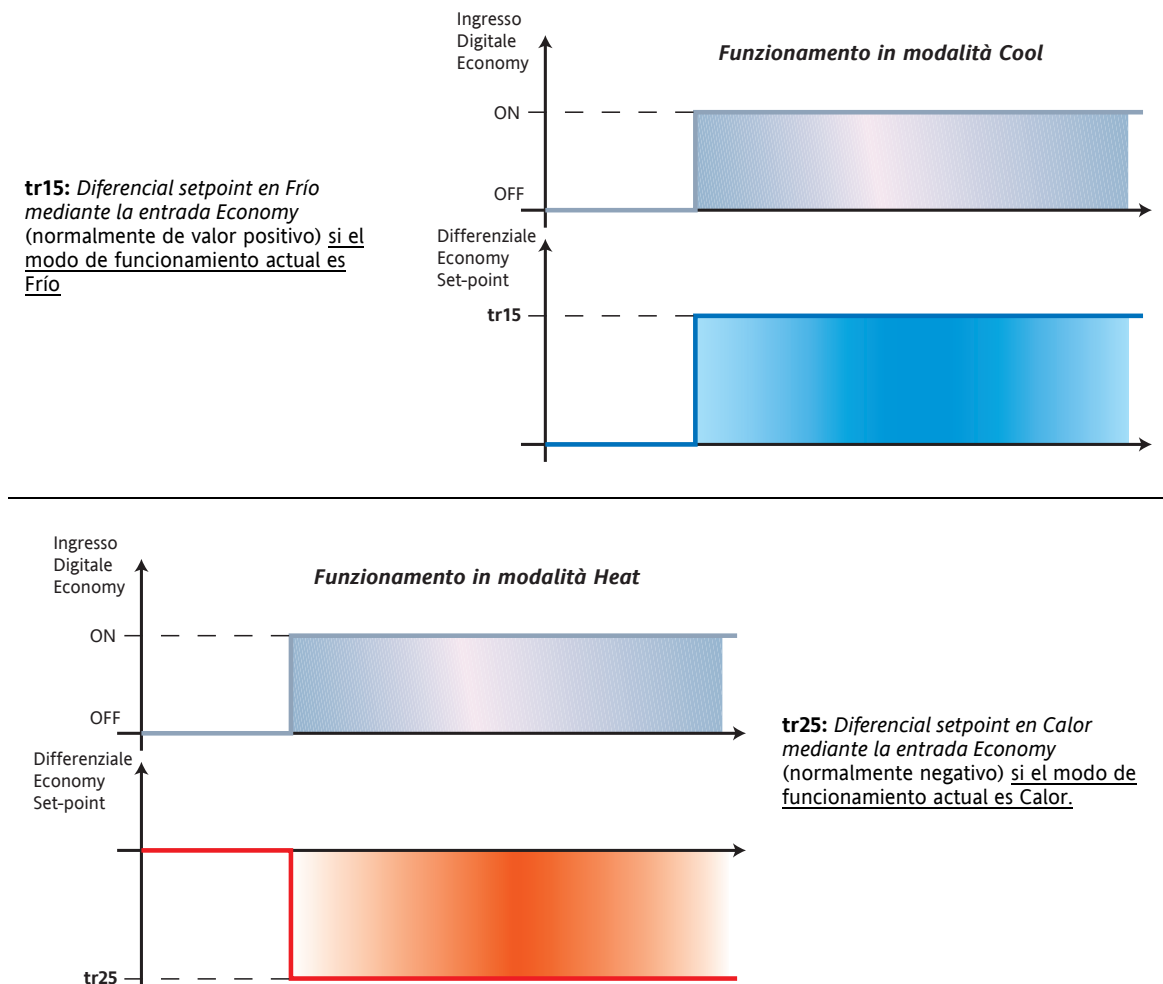 Ingresso
Digitale
Economy
Funzionamento in modalità Cool
ON
OFF
tr15: Diferencial setpoint en Frío
mediante la entrada Economy
(normalmente de valor positivo) si el
modo de funcionamiento actual es
Frío
Differenziale
Economy
Set-point
tr15
Ingresso
Digitale
Economy
Funzionamento in modalità Heat
ON
OFF
Differenziale
Economy
Set-point
tr25: Diferencial setpoint en Calor
mediante la entrada Economy
(normalmente negativo) si el modo de
funcionamiento actual es Calor.
tr25